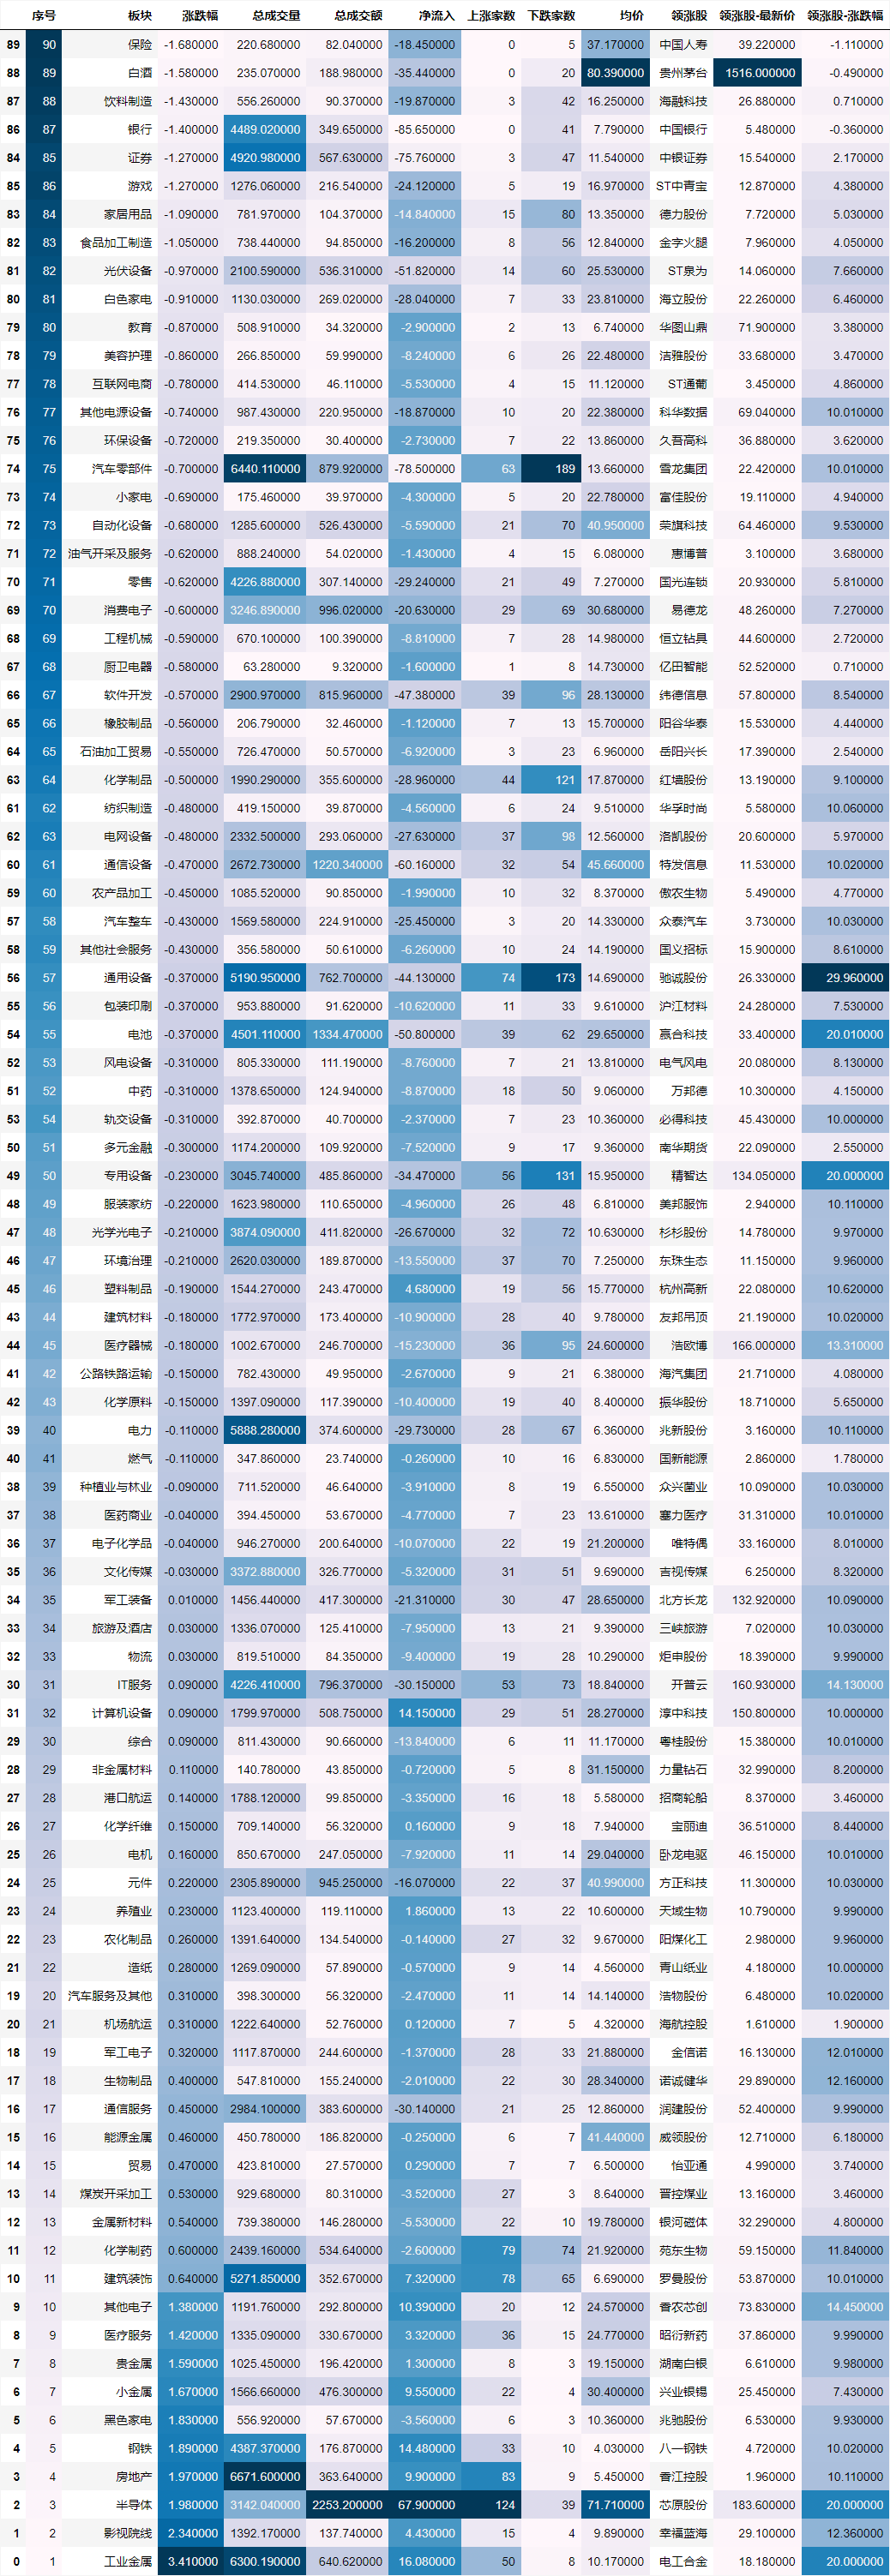 序号 板块 涨跌幅 总成交量 总成交额 净流入 上涨家数 下跌家数 均价 领涨股 领涨股-最新价 领涨股-涨跌幅
89 90 保险 -1.680000 220.680000 82.040000 -18.450000 0 5 37.170000 中国人寿 39.220000 -1.110000
88 89 白酒 -1.580000 235.070000 188.980000 -35.440000 0 20 80.390000 贵州茅台 1516.000000 -0.490000
87 88 饮料制造 -1.430000 556.260000 90.370000 -19.870000 3 42 16.250000 海融科技 26.880000 0.710000
86 87 银行 -1.400000 4489.020000 349.650000 -85.650000 0 41 7.790000 中国银行 5.480000 -0.360000
84 85 证券 -1.270000 4920.980000 567.630000 -75.760000 3 47 11.540000 中银证券 15.540000 2.170000
85 86 游戏 -1.270000 1276.060000 216.540000 -24.120000 5 19 16.970000 ST中青宝 12.870000 4.380000
83 84 家居用品 -1.090000 781.970000 104.370000 -14.840000 15 80 13.350000 德力股份 7.720000 5.030000
82 83 食品加工制造 -1.050000 738.440000 94.850000 -16.200000 8 56 12.840000 金字火腿 7.960000 4.050000
81 82 光伏设备 -0.970000 2100.590000 536.310000 -51.820000 14 60 25.530000 ST泉为 14.060000 7.660000
80 81 白色家电 -0.910000 1130.030000 269.020000 -28.040000 7 33 23.810000 海立股份 22.260000 6.460000
79 80 教育 -0.870000 508.910000 34.320000 -2.900000 2 13 6.740000 华图山鼎 71.900000 3.380000
78 79 美容护理 -0.860000 266.850000 59.990000 -8.240000 6 26 22.480000 洁雅股份 33.680000 3.470000
77 78 互联网电商 -0.780000 414.530000 46.110000 -5.530000 4 15 11.120000 ST通葡 3.450000 4.860000
76 77 其他电源设备 -0.740000 987.430000 220.950000 -18.870000 10 20 22.380000 科华数据 69.040000 10.010000
75 76 环保设备 -0.720000 219.350000 30.400000 -2.730000 7 22 13.860000 久吾高科 36.880000 3.620000
74 75 汽车零部件 -0.700000 6440.110000 879.920000 -78.500000 63 189 13.660000 雪龙集团 22.420000 10.010000
73 74 小家电 -0.690000 175.460000 39.970000 -4.300000 5 20 22.780000 富佳股份 19.110000 4.940000
72 73 自动化设备 -0.680000 1285.600000 526.430000 -5.590000 21 70 40.950000 荣旗科技 64.460000 9.530000
71 72 油气开采及服务 -0.620000 888.240000 54.020000 -1.430000 4 15 6.080000 惠博普 3.100000 3.680000
70 71 零售 -0.620000 4226.880000 307.140000 -29.240000 21 49 7.270000 国光连锁 20.930000 5.810000
69 70 消费电子 -0.600000 3246.890000 996.020000 -20.630000 29 69 30.680000 易德龙 48.260000 7.270000
68 69 工程机械 -0.590000 670.100000 100.390000 -8.810000 7 28 14.980000 恒立钻具 44.600000 2.720000
67 68 厨卫电器 -0.580000 63.280000 9.320000 -1.600000 1 8 14.730000 亿田智能 52.520000 0.710000
66 67 软件开发 -0.570000 2900.970000 815.960000 -47.380000 39 96 28.130000 纬德信息 57.800000 8.540000
65 66 橡胶制品 -0.560000 206.790000 32.460000 -1.120000 7 13 15.700000 阳谷华泰 15.530000 4.440000
64 65 石油加工贸易 -0.550000 726.470000 50.570000 -6.920000 3 23 6.960000 岳阳兴长 17.390000 2.540000
63 64 化学制品 -0.500000 1990.290000 355.600000 -28.960000 44 121 17.870000 红墙股份 13.190000 9.100000
61 62 纺织制造 -0.480000 419.150000 39.870000 -4.560000 6 24 9.510000 华孚时尚 5.580000 10.060000
62 63 电网设备 -0.480000 2332.500000 293.060000 -27.630000 37 98 12.560000 洛凯股份 20.600000 5.970000
60 61 通信设备 -0.470000 2672.730000 1220.340000 -60.160000 32 54 45.660000 特发信息 11.530000 10.020000
59 60 农产品加工 -0.450000 1085.520000 90.850000 -1.990000 10 32 8.370000 傲农生物 5.490000 4.770000
57 58 汽车整车 -0.430000 1569.580000 224.910000 -25.450000 3 20 14.330000 众泰汽车 3.730000 10.030000
58 59 其他社会服务 -0.430000 356.580000 50.610000 -6.260000 10 24 14.190000 国义招标 15.900000 8.610000
56 57 通用设备 -0.370000 5190.950000 762.700000 -44.130000 74 173 14.690000 驰诚股份 26.330000 29.960000
55 56 包装印刷 -0.370000 953.880000 91.620000 -10.620000 11 33 9.610000 沪江材料 24.280000 7.530000
54 55 电池 -0.370000 4501.110000 1334.470000 -50.800000 39 62 29.650000 赢合科技 33.400000 20.010000
52 53 风电设备 -0.310000 805.330000 111.190000 -8.760000 7 21 13.810000 电气风电 20.080000 8.130000
51 52 中药 -0.310000 1378.650000 124.940000 -8.870000 18 50 9.060000 万邦德 10.300000 4.150000
53 54 轨交设备 -0.310000 392.870000 40.700000 -2.370000 7 23 10.360000 必得科技 45.430000 10.000000
50 51 多元金融 -0.300000 1174.200000 109.920000 -7.520000 9 17 9.360000 南华期货 22.090000 2.550000
49 50 专用设备 -0.230000 3045.740000 485.860000 -34.470000 56 131 15.950000 精智达 134.050000 20.000000
48 49 服装家纺 -0.220000 1623.980000 110.650000 -4.960000 26 48 6.810000 美邦服饰 2.940000 10.110000
47 48 光学光电子 -0.210000 3874.090000 411.820000 -26.670000 32 72 10.630000 杉杉股份 14.780000 9.970000
46 47 环境治理 -0.210000 2620.030000 189.870000 -13.550000 37 70 7.250000 东珠生态 11.150000 9.960000
45 46 塑料制品 -0.190000 1544.270000 243.470000 4.680000 19 56 15.770000 杭州高新 22.080000 10.620000
43 44 建筑材料 -0.180000 1772.970000 173.400000 -10.900000 28 40 9.780000 友邦吊顶 21.190000 10.020000
44 45 医疗器械 -0.180000 1002.670000 246.700000 -15.230000 36 95 24.600000 浩欧博 166.000000 13.310000
41 42 公路铁路运输 -0.150000 782.430000 49.950000 -2.670000 9 21 6.380000 海汽集团 21.710000 4.080000
42 43 化学原料 -0.150000 1397.090000 117.390000 -10.400000 19 40 8.400000 振华股份 18.710000 5.650000
39 40 电力 -0.110000 5888.280000 374.600000 -29.730000 28 67 6.360000 兆新股份 3.160000 10.110000
40 41 燃气 -0.110000 347.860000 23.740000 -0.260000 10 16 6.830000 国新能源 2.860000 1.780000
38 39 种植业与林业 -0.090000 711.520000 46.640000 -3.910000 8 19 6.550000 众兴菌业 10.090000 10.010000
37 38 医药商业 -0.040000 394.450000 53.670000 -4.770000 7 23 13.610000 塞力医疗 31.310000 10.010000
36 37 电子化学品 -0.040000 946.270000 200.640000 -10.070000 22 19 21.200000 唯特偶 33.160000 8.010000
35 36 文化传媒 -0.030000 3372.880000 326.770000 -5.320000 31 51 9.690000 吉视传媒 6.250000 8.320000
34 35 军工装备 0.010000 1456.440000 417.300000 -21.310000 30 47 28.650000 北方长龙 132.920000 10.090000
33 34 旅游及酒店 0.030000 1336.070000 125.410000 -7.950000 13 21 9.390000 三峡旅游 7.020000 10.030000
32 33 物流 0.030000 819.510000 84.350000 -9.400000 19 28 10.290000 炬申股份 18.390000 9.990000
30 31 IT服务 0.090000 4226.410000 796.370000 -30.150000 53 73 18.840000 开普云 160.930000 14.130000
31 32 计算机设备 0.090000 1799.970000 508.750000 14.150000 29 51 28.270000 淳中科技 150.800000 10.000000
29 30 综合 0.090000 811.430000 90.660000 -13.840000 6 11 11.170000 粤桂股份 15.380000 10.010000
28 29 非金属材料 0.110000 140.780000 43.850000 -0.720000 5 8 31.150000 力量钻石 32.990000 8.200000
27 28 港口航运 0.140000 1788.120000 99.850000 -3.350000 16 18 5.580000 招商轮船 8.370000 3.460000
26 27 化学纤维 0.150000 709.140000 56.320000 0.160000 9 18 7.940000 宝丽迪 36.510000 8.440000
25 26 电机 0.160000 850.670000 247.050000 -7.920000 11 14 29.040000 卧龙电驱 46.150000 10.010000
24 25 元件 0.220000 2305.890000 945.250000 -16.070000 22 37 40.990000 方正科技 11.300000 10.030000
23 24 养殖业 0.230000 1123.400000 119.110000 1.860000 13 22 10.600000 天域生物 10.790000 9.990000
22 23 农化制品 0.260000 1391.640000 134.540000 -0.140000 27 32 9.670000 阳煤化工 2.980000 9.960000
21 22 造纸 0.280000 1269.090000 57.890000 -0.570000 9 14 4.560000 青山纸业 4.180000 10.000000
19 20 汽车服务及其他 0.310000 398.300000 56.320000 -2.470000 11 14 14.140000 浩物股份 6.480000 10.020000
20 21 机场航运 0.310000 1222.640000 52.760000 0.120000 7 5 4.320000 海航控股 1.610000 1.900000
18 19 军工电子 0.320000 1117.870000 244.600000 -1.370000 28 33 21.880000 金信诺 16.130000 12.010000
17 18 生物制品 0.400000 547.810000 155.240000 -2.010000 22 30 28.340000 诺诚健华 29.890000 12.160000
16 17 通信服务 0.450000 2984.100000 383.600000 -30.140000 21 25 12.860000 润建股份 52.400000 9.990000
15 16 能源金属 0.460000 450.780000 186.820000 -0.250000 6 7 41.440000 威领股份 12.710000 6.180000
14 15 贸易 0.470000 423.810000 27.570000 0.290000 7 7 6.500000 怡亚通 4.990000 3.740000
13 14 煤炭开采加工 0.530000 929.680000 80.310000 -3.520000 27 3 8.640000 晋控煤业 13.160000 3.460000
12 13 金属新材料 0.540000 739.380000 146.280000 -5.530000 22 10 19.780000 银河磁体 32.290000 4.800000
11 12 化学制药 0.600000 2439.160000 534.640000 -2.600000 79 74 21.920000 苑东生物 59.150000 11.840000
10 11 建筑装饰 0.640000 5271.850000 352.670000 7.320000 78 65 6.690000 罗曼股份 53.870000 10.010000
9 10 其他电子 1.380000 1191.760000 292.800000 10.390000 20 12 24.570000 香农芯创 73.830000 14.450000
8 9 医疗服务 1.420000 1335.090000 330.670000 3.320000 36 15 24.770000 昭衍新药 37.860000 9.990000
7 8 贵金属 1.590000 1025.450000 196.420000 1.300000 8 3 19.150000 湖南白银 6.610000 9.980000
6 7 小金属 1.670000 1566.660000 476.300000 9.550000 22 4 30.400000 兴业银锡 25.450000 7.430000
5 6 黑色家电 1.830000 556.920000 57.670000 -3.560000 6 3 10.360000 兆驰股份 6.530000 9.930000
4 5 钢铁 1.890000 4387.370000 176.870000 14.480000 33 10 4.030000 八一钢铁 4.720000 10.020000
3 4 房地产 1.970000 6671.600000 363.640000 9.900000 83 9 5.450000 香江控股 1.960000 10.110000
2 3 半导体 1.980000 3142.040000 2253.200000 67.900000 124 39 71.710000 芯原股份 183.600000 20.000000
1 2 影视院线 2.340000 1392.170000 137.740000 4.430000 15 4 9.890000 幸福蓝海 29.100000 12.360000
0 1 工业金属 3.410000 6300.190000 640.620000 16.080000 50 8 10.170000 电工合金 18.180000 20.000000